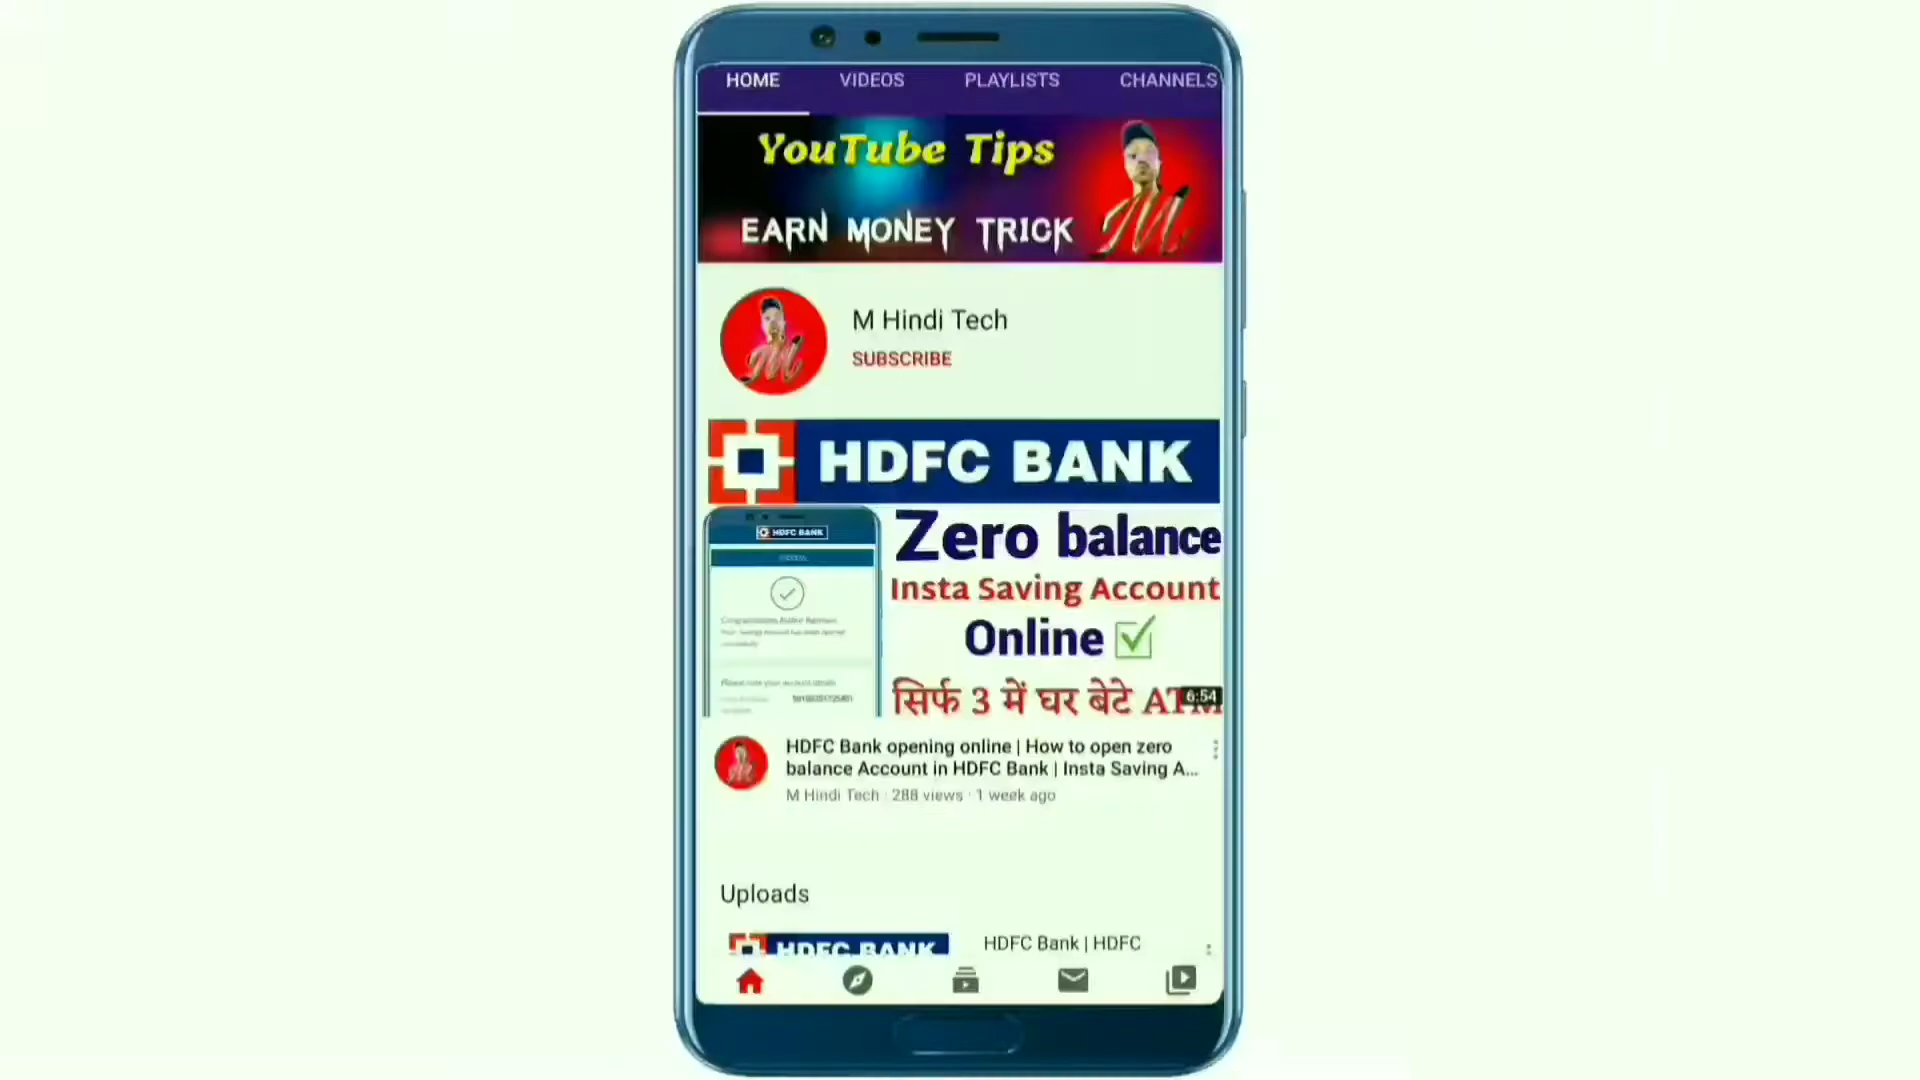 HOME VIDEOS PLAYLISTS CHANNELS
YouTube Tips
EARN MONEY TRICK
M
M Hindi Tech
SUBSCRIBE
M
HDFC BANK
HDFC BANK
Zero balance
Insta Saving Account
Online
सिर्फ 3 में घर बेटे ATM
6:54
HDFC Bank opening online | How to open zero
balance Account in HDFC Bank | Insta Saving A...
M Hindi Tech · 288 views · 1 week ago
Uploads
HDFC BANK
HDFC Bank | HDFC